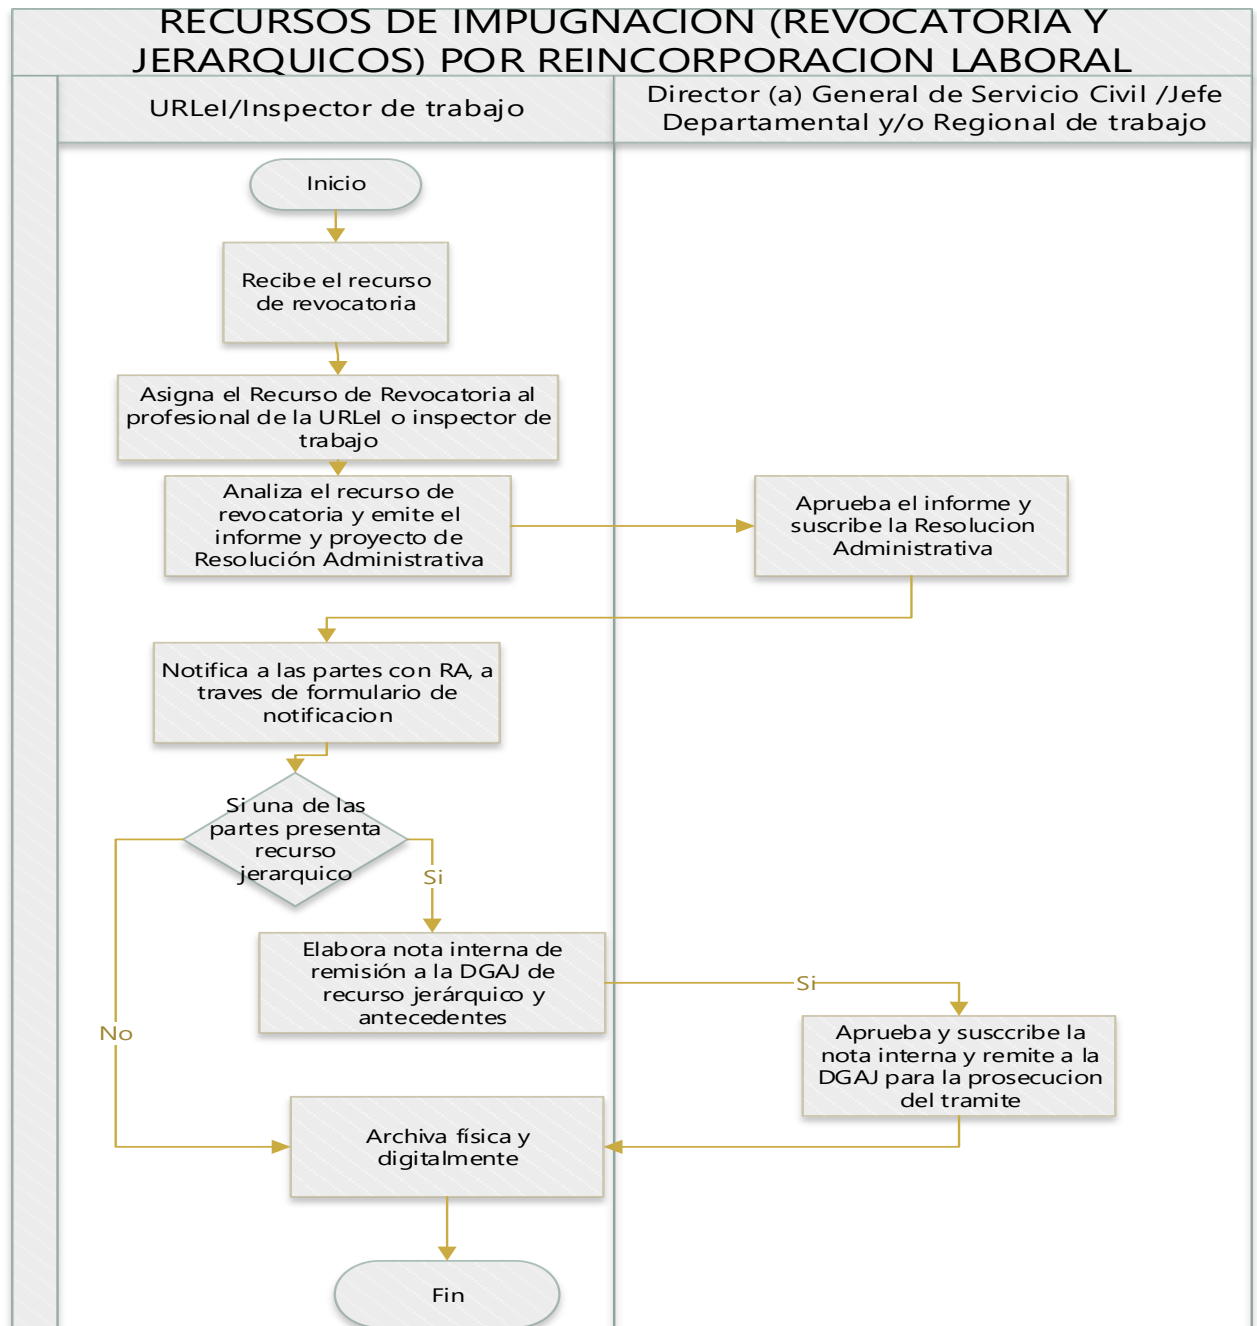 RECURSOS DE IMPUGNACION (REVOCATORIA Y
JERARQUICOS) POR REINCORPORACION LABORAL
URLeI/Inspector de trabajo
Director (a) General de Servicio Civil /Jefe
Departamental y/o Regional de trabajo
Inicio
Recibe el recurso
de revocatoria
Asigna el Recurso de Revocatoria al
profesional de la URLeI o inspector de
trabajo
Analiza el recurso de
revocatoria y emite el
informe y proyecto de
Resolución Administrativa
Aprueba el informe y
suscribe la Resolucion
Administrativa
Notifica a las partes con RA, a
traves de formulario de
notificacion
Si una de las
partes presenta
recurso
jerarquico
Si
Elabora nota interna de
remisión a la DGAJ de
recurso jerárquico y
antecedentes
Si
No
Aprueba y susccribe la
nota interna y remite a la
DGAJ para la prosecucion
del tramite
Archiva física y
digitalmente
Fin